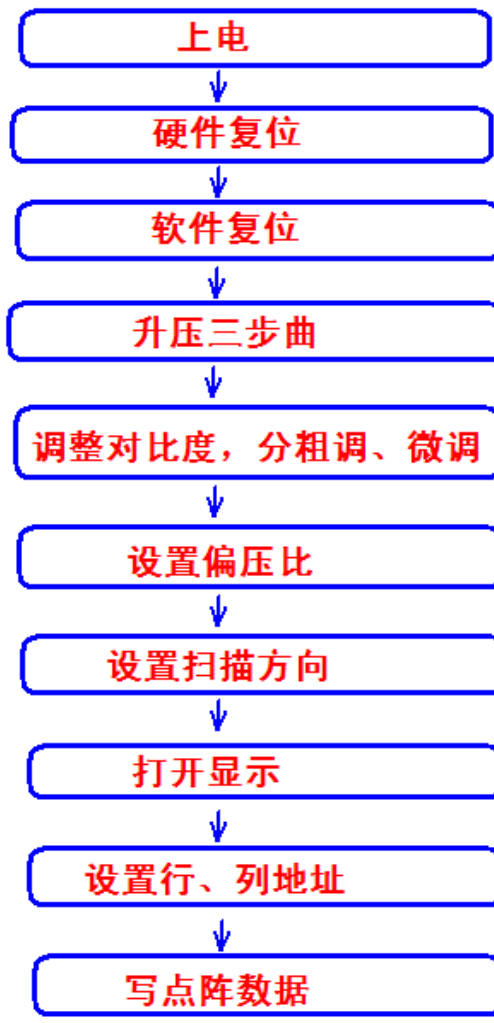 上电
硬件复位
软件复位
升压三步曲
调整对比度，分粗调、微调
设置偏压比
设置扫描方向
打开显示
设置行、列地址
写点阵数据